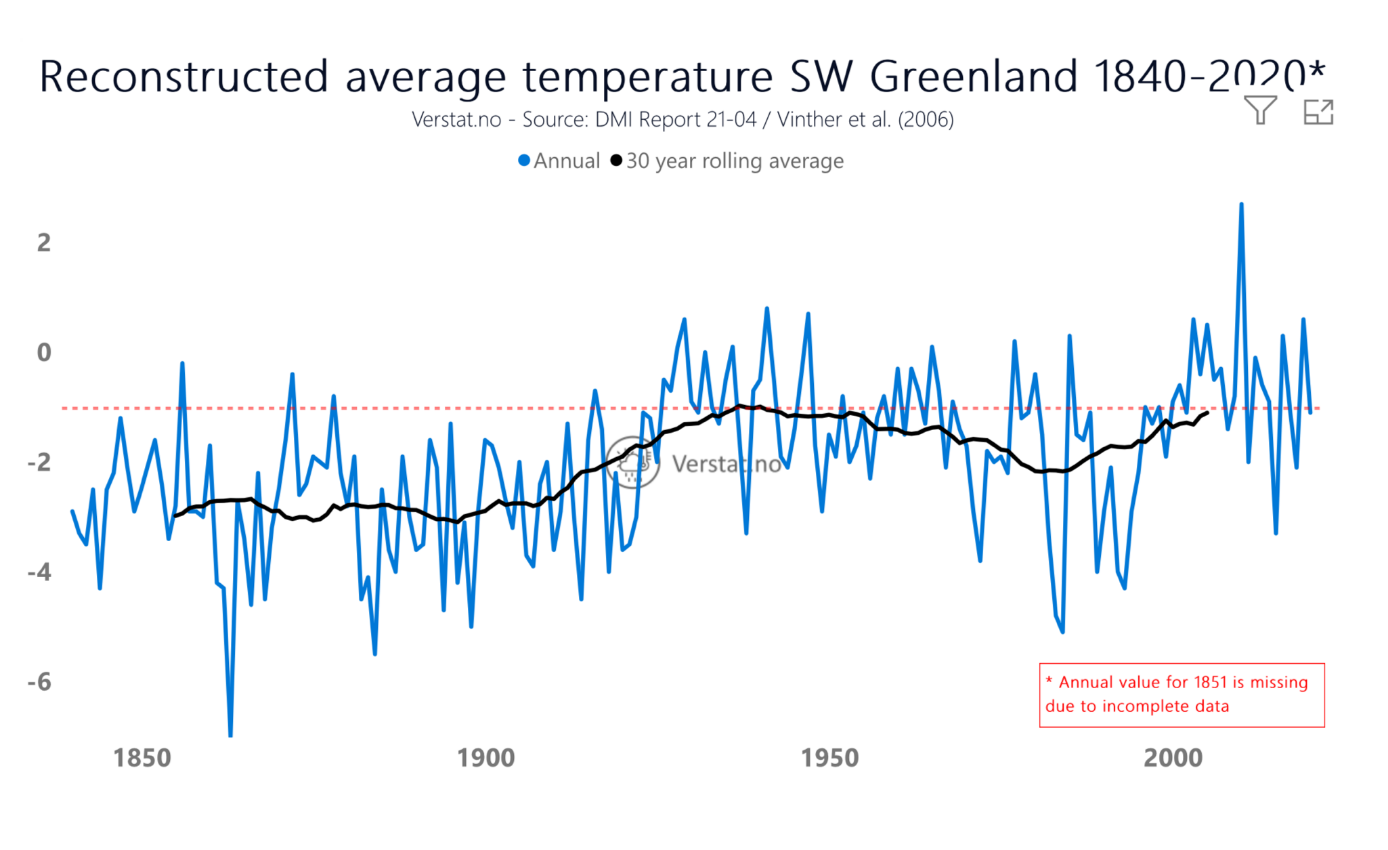 Reconstructed average temperature SW Greenland 1840-2020*
Verstat.no - Source: DMI Report 21-04 / Vinther et al. (2006)
Annual 30 year rolling average
2
0
-2
Verstat.no
-4
-6
* Annual value for 1851 is missing
due to incomplete data
1850 1900 1950 2000